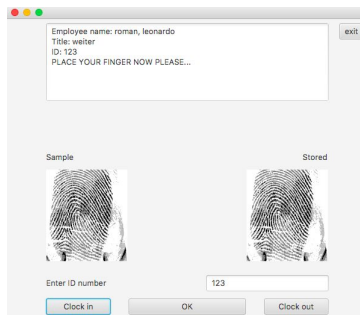 Employee name: roman, leonardo
exit
Title: weiter
ID: 123
PLACE YOUR FINGER NOW PLEASE...
Sample
Stored
Enter ID number
123
Clock in
OK
Clock out